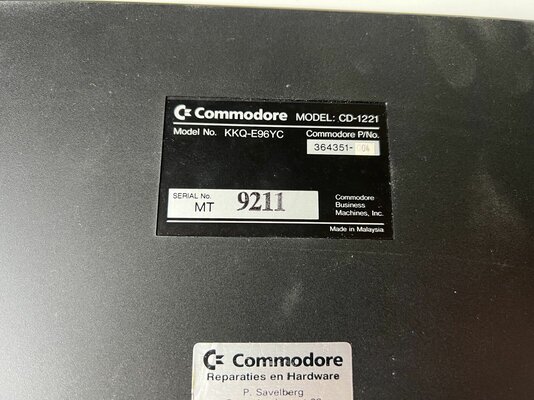 Commodore MODEL: CD-1221
Model No. KKQ-E96YC Commodore P/No.
364351-04
SERIAL No.
MT 9211
Commodore
Business
Machines, Inc.
Made in Malaysia
Commodore
Reparaties en Hardware
P. Savelberg